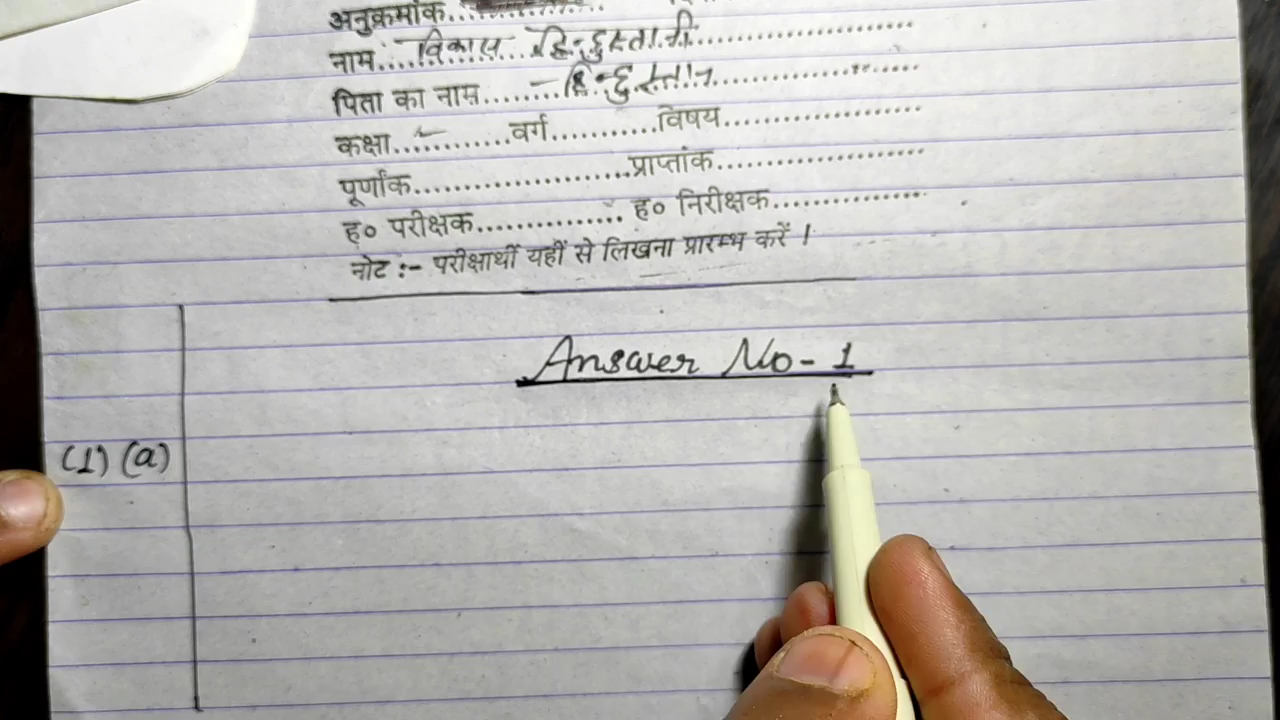 अनुक्रमांक..................
नाम....विकास...हिन्दुस्तानी......................
पिता का नाम........-हिन्दुस्तान.....................
कक्षा............वर्ग...........विषय.....................
पूर्णांक......................प्राप्तांक.....................
ह० परीक्षक............... ह० निरीक्षक................
नोट :- परीक्षार्थी यहीं से लिखना प्रारम्भ करें ।
Answer No-1
(1) (a)